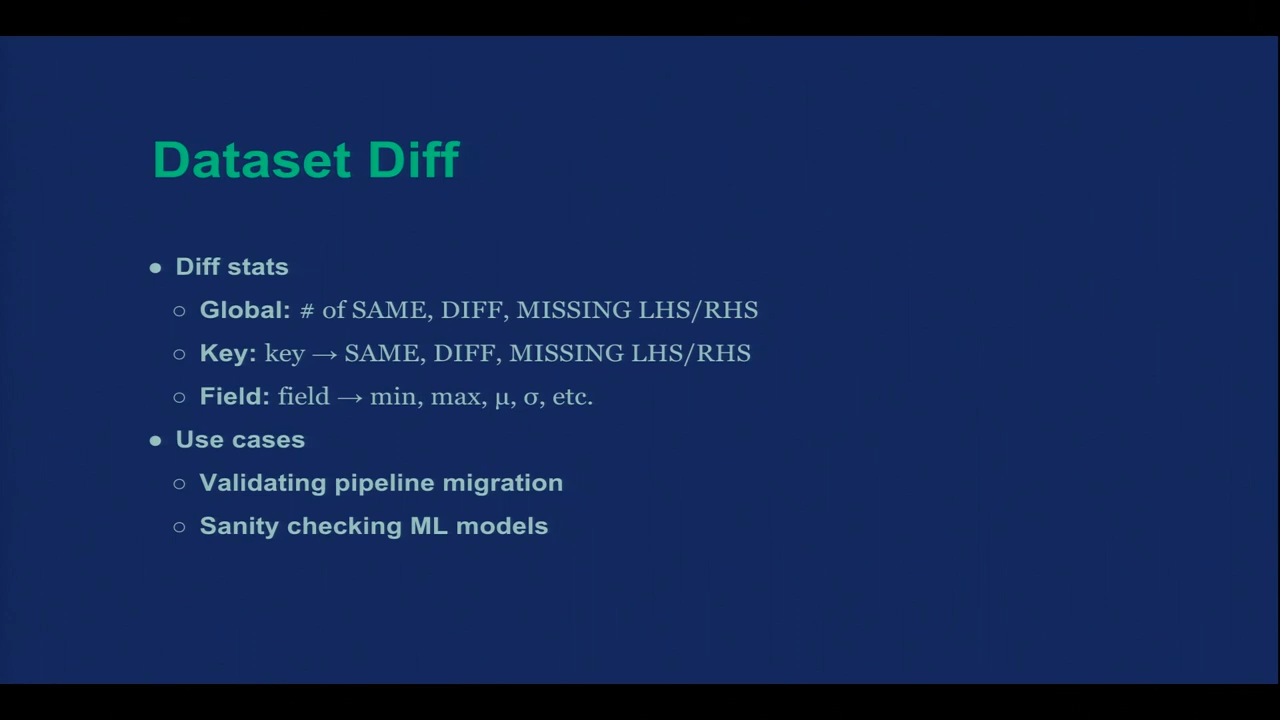 Dataset Diff
● Diff stats
○ Global: # of SAME, DIFF, MISSING LHS/RHS
○ Key: key → SAME, DIFF, MISSING LHS/RHS
○ Field: field → min, max, μ, σ, etc.
● Use cases
○ Validating pipeline migration
○ Sanity checking ML models